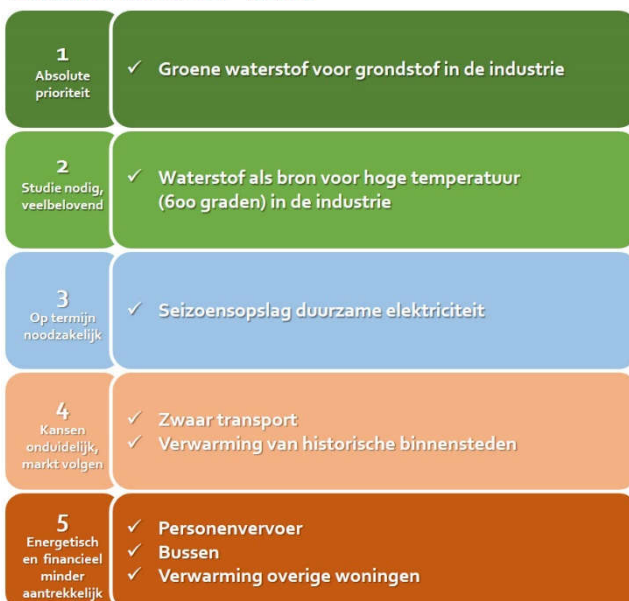 1
Absolute
prioriteit
✓ Groene waterstof voor grondstof in de industrie
2
Studie nodig,
veelbelovend
✓ Waterstof als bron voor hoge temperatuur
(600 graden) in de industrie
3
Op termijn
noodzakelijk
✓ Seizoensopslag duurzame elektriciteit
4
Kansen
onduidelijk,
markt volgen
✓ Zwaar transport
✓ Verwarming van historische binnensteden
5
Energetisch
en financieel
minder
aantrekkelijk
✓ Personenvervoer
✓ Bussen
✓ Verwarming overige woningen